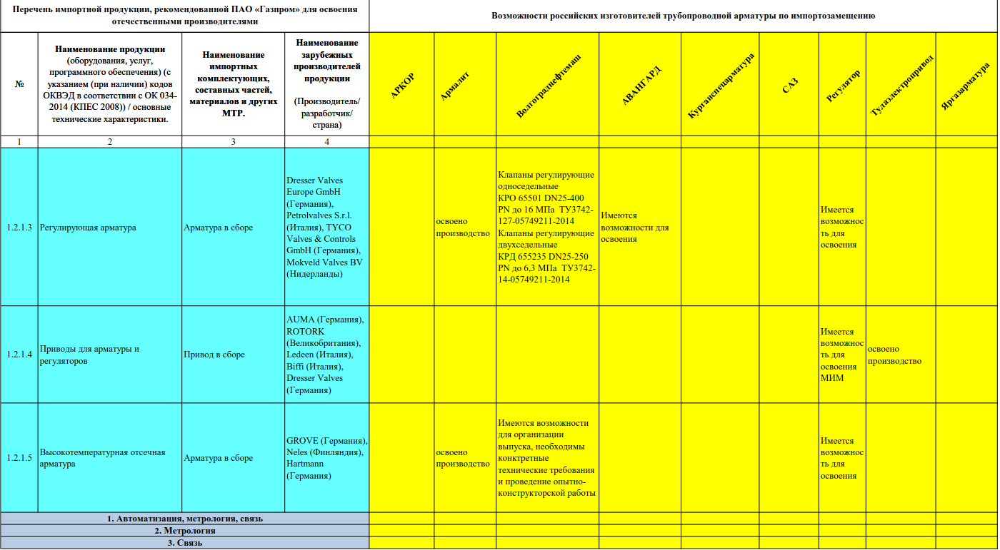 Перечень импортной продукции, рекомендованной ПАО «Газпром» для освоения
отечественными производителями
Возможности российских изготовителей трубопроводной арматуры по импортозамещению
№
Наименование продукции
(оборудования, услуг,
программного обеспечения) (с
указанием (при наличии) кодов
ОКВЭД в соответствии с ОК 034-
2014 (КПЕС 2008)) / основные
технические характеристики.
Наименование
импортных
комплектующих,
составных частей,
материалов и других
МТР.
Наименование
зарубежных
производителей
продукции
(Производитель/
разработчик/
страна)
АРКОР
Армалит
Волгограднефтемаш
АВАНГАРД
Курганспецарматура
САЗ
Регулятор
Тулаэлектропривод
Яргазарматура
1
2
3
4
1.2.1.3
Регулирующая арматура
Арматура в сборе
Dresser Valves
Europe GmbH
(Германия),
Petrolvalves S.r.l.
(Италия), TYCO
Valves & Controls
GmbH (Германия),
Mokveld Valves BV
(Нидерланды)
освоено
производство
Клапаны регулирующие
односедельные
КРО 65501 DN25-400
PN до 16 МПа ТУ3742-
127-05749211-2014
Клапаны регулирующие
двухседельные
КРД 655235 DN25-250
PN до 6,3 МПа ТУ3742-
14-05749211-2014
Имеются
возможности для
освоения
Имеется
возможнос
ть для
освоения
1.2.1.4
Приводы для арматуры и
регуляторов
Привод в сборе
AUMA (Германия),
ROTORK
(Великобритания),
Ledeen (Италия),
Biffi (Италия),
Dresser Valves
(Германия)
Имеется
возможнос
ть для
освоения
МИМ
освоено
производство
1.2.1.5
Высокотемпературная отсечная
арматура
Арматура в сборе
GROVE (Германия),
Neles (Финляндия),
Hartmann
(Германия)
освоено
производство
Имеются возможности
для организации
выпуска, необходимы
конктретные
технические требования
и проведение опытно-
конструкторской работы
Имеется
возможнос
ть для
освоения
1. Автоматизация, метрология, связь
2. Метрология
3. Связь